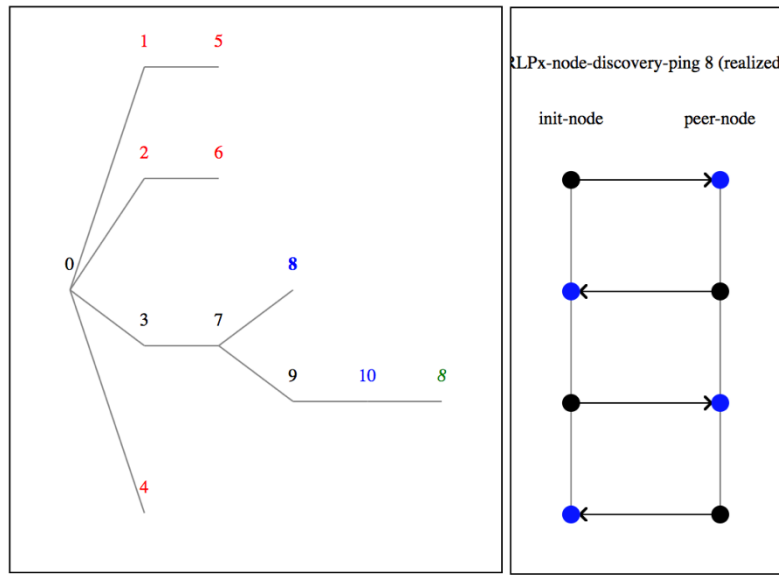 1 5
2 6
0 8
3 7
9 10 8
4
RLPx-node-discovery-ping 8 (realized
init-node peer-node